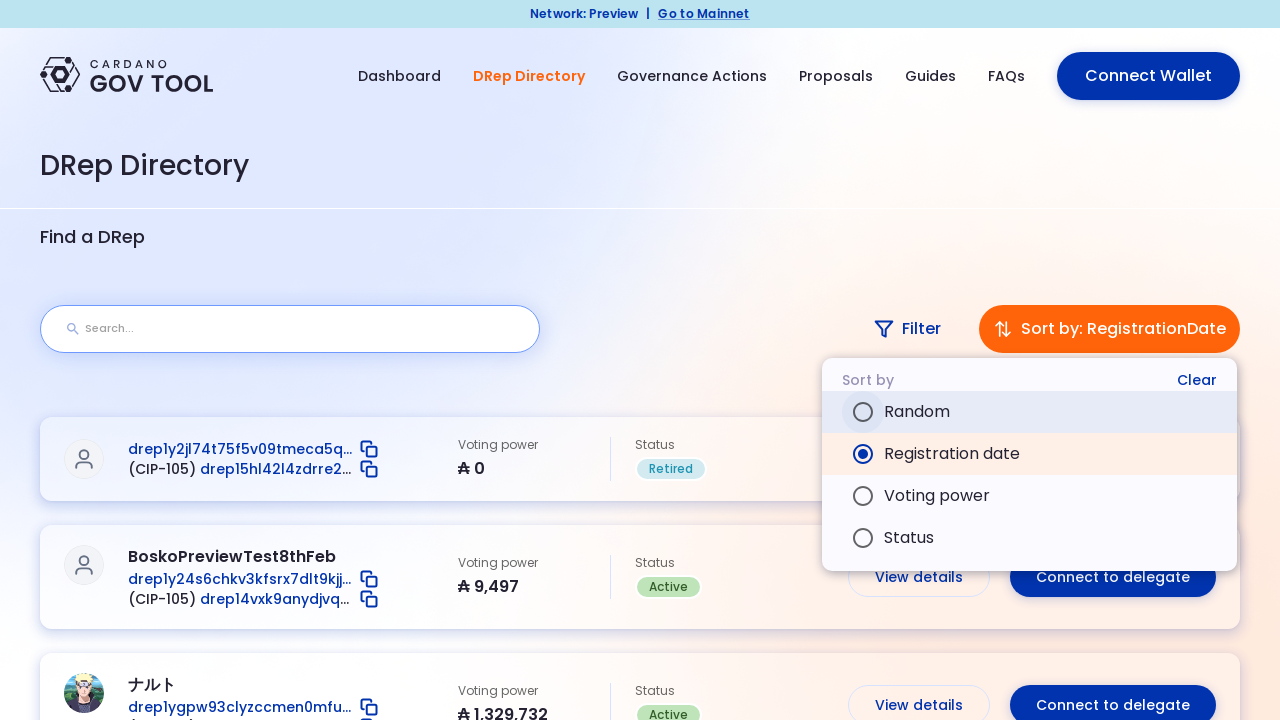 Network: Preview | Go to Mainnet
CARDANO
GOV TOOL
Dashboard
DRep Directory
Governance Actions
Proposals
Guides
FAQs
Connect Wallet
DRep Directory
Find a DRep
Search...
Filter
Sort by: RegistrationDate
Sort by
Clear
Random
Registration date
Voting power
Status
drep1y2jl74t75f5v09tmeca5q...
(CIP-105) drep15hl42l4zdrre2...
Voting power
₳ 0
Status
Retired
BoskoPreviewTest8thFeb
drep1y24s6chkv3kfsrx7dlt9kjj...
(CIP-105) drep14vxk9anydjvq...
Voting power
₳ 9,497
Status
Active
View details
Connect to delegate
ナルト
drep1ygpw93clyzccmen0mfu...
Voting power
₳ 1,329,732
Status
Active
View details
Connect to delegate